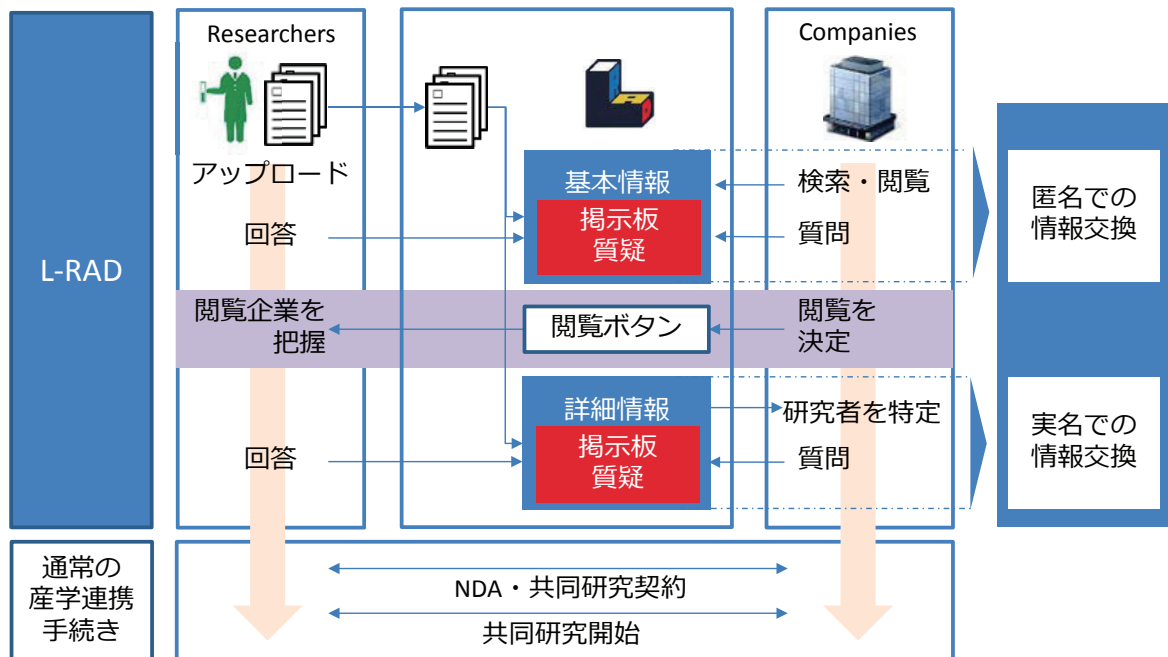 Researchers
Companies
アップロード
基本情報
検索・閲覧
掲示板
質疑
回答
質問
匿名での
情報交換
L-RAD
閲覧企業を
把握
閲覧ボタン
閲覧を
決定
詳細情報
研究者を特定
掲示板
質疑
回答
質問
実名での
情報交換
通常の
産学連携
手続き
NDA・共同研究契約
共同研究開始